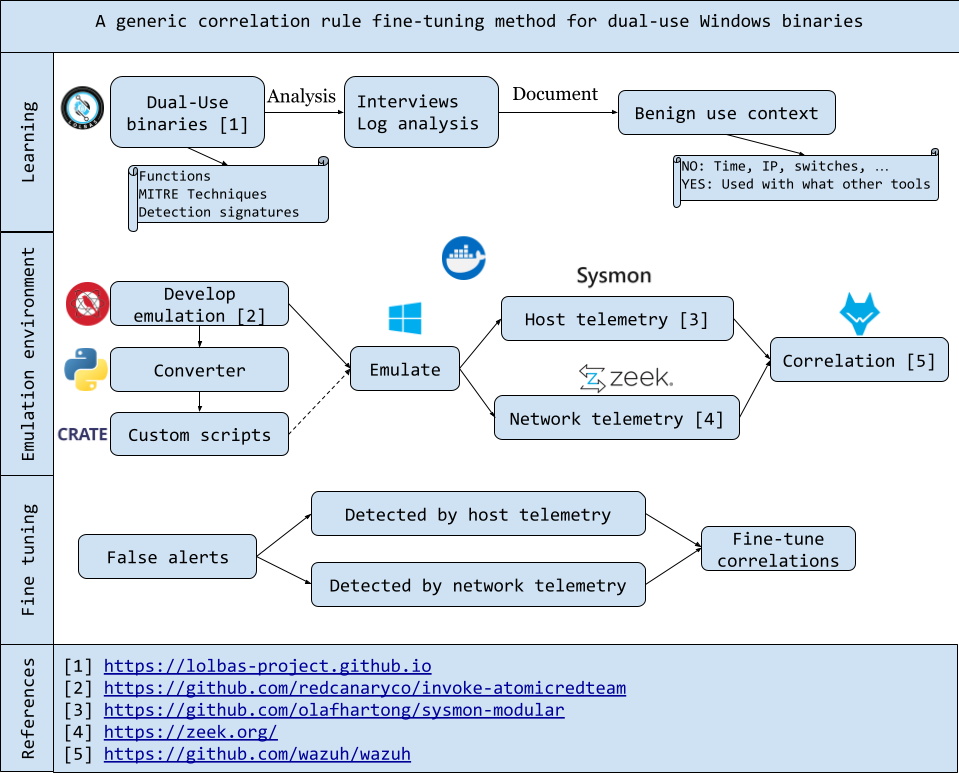 A generic correlation rule fine-tuning method for dual-use Windows binaries
Learning
LOLBAS
Dual-Use
binaries [1]
Analysis
Interviews
Log analysis
Document
Benign use context
Functions
MITRE Techniques
Detection signatures
NO: Time, IP, switches, …
YES: Used with what other tools
Emulation environment
Develop
emulation [2]
Converter
CRATE
Custom scripts
Emulate
Sysmon
Host telemetry [3]
zeek.
Network telemetry [4]
Correlation [5]
Fine tuning
False alerts
Detected by host telemetry
Detected by network telemetry
Fine-tune
correlations
References
[1] https://lolbas-project.github.io
[2] https://github.com/redcanaryco/invoke-atomicredteam
[3] https://github.com/olafhartong/sysmon-modular
[4] https://zeek.org/
[5] https://github.com/wazuh/wazuh